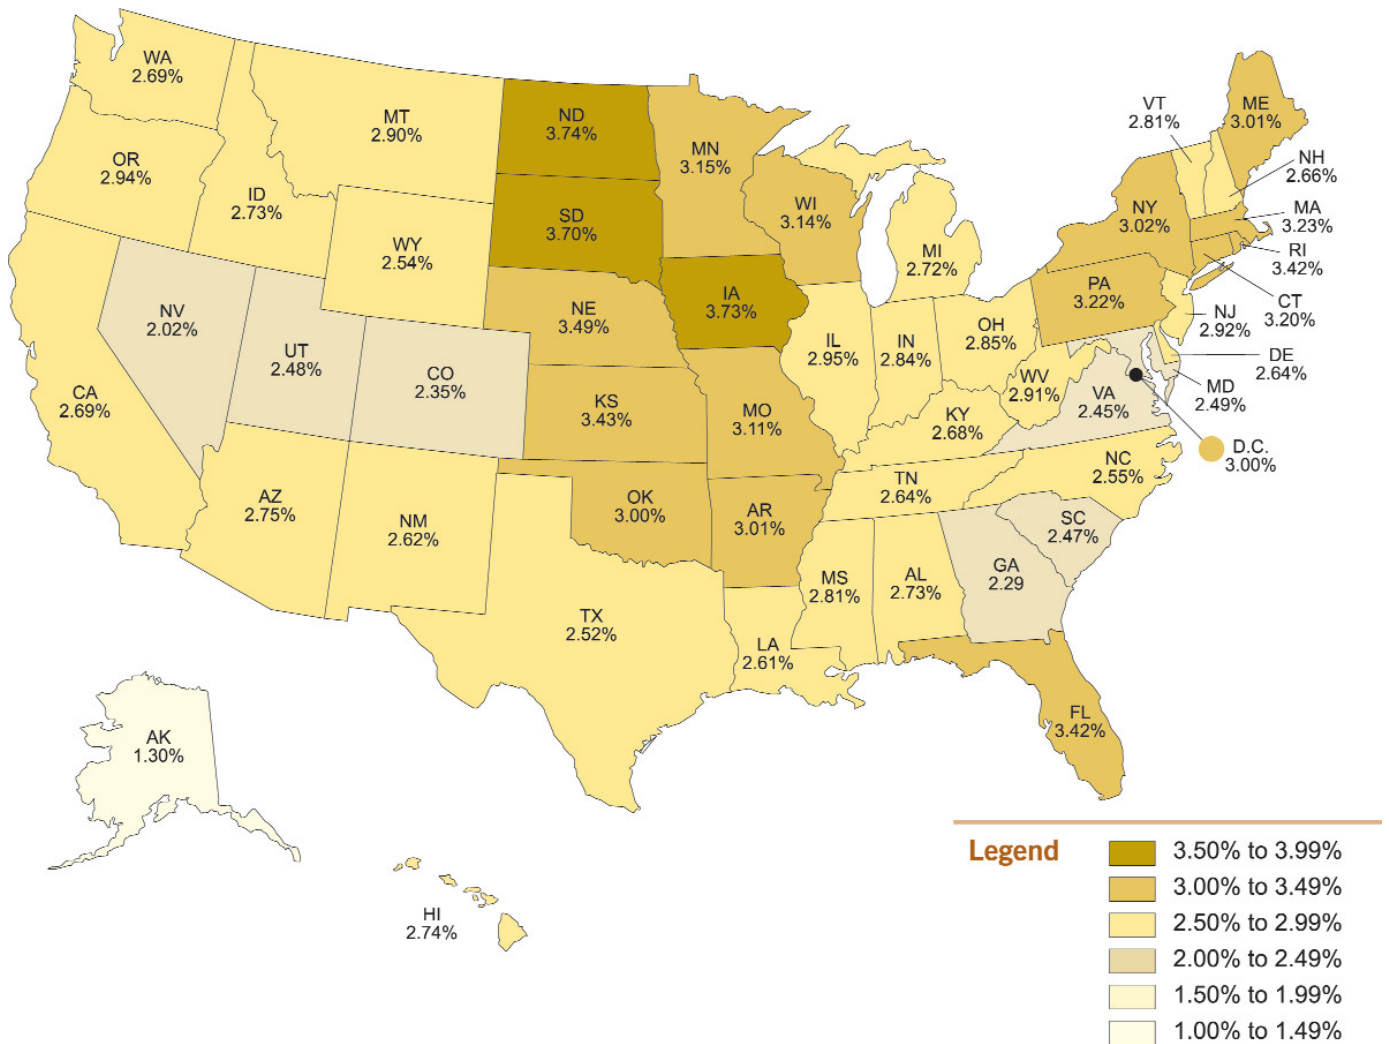 WA
2.69%
MT
2.90%
ND
3.74%
MN
3.15%
VT
2.81%
ME
3.01%
OR
2.94%
ID
2.73%
NH
2.66%
SD
3.70%
WI
3.14%
NY
3.02%
MA
3.23%
WY
2.54%
MI
2.72%
RI
3.42%
IA
3.73%
PA
3.22%
CT
3.20%
NE
3.49%
NV
2.02%
NJ
2.92%
UT
2.48%
IL
2.95%
IN
2.84%
OH
2.85%
DE
2.64%
CO
2.35%
WV
2.91%
MD
2.49%
CA
2.69%
KS
3.43%
MO
3.11%
VA
2.45%
KY
2.68%
D.C.
3.00%
NC
2.55%
TN
2.64%
AZ
2.75%
OK
3.00%
AR
3.01%
NM
2.62%
SC
2.47%
GA
2.29
MS
2.81%
AL
2.73%
TX
2.52%
LA
2.61%
FL
3.42%
AK
1.30%
HI
2.74%
Legend
3.50% to 3.99%
3.00% to 3.49%
2.50% to 2.99%
2.00% to 2.49%
1.50% to 1.99%
1.00% to 1.49%